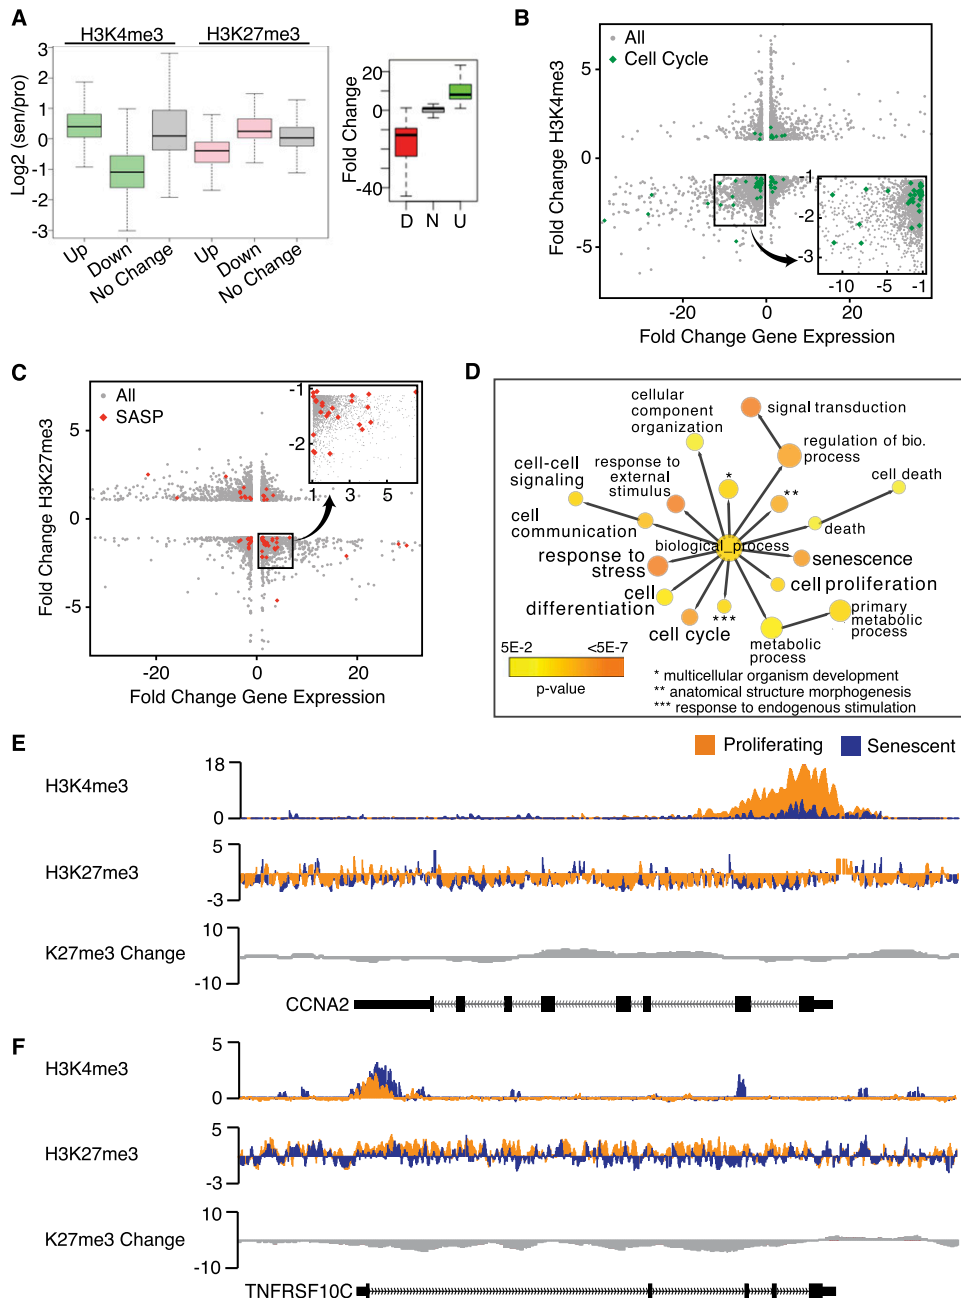 A
H3K4me3 H3K27me3
Log2 (sen/pro)
3
2
1
0
-1
-2
-3
Up
Down
No Change
Up
Down
No Change
Fold Change
20
0
-40
D N U
B
All
Cell Cycle
Fold Change H3K4me3
5
0
-5
-20 0 20
Fold Change Gene Expression
-1
-2
-3
-10 -5 -1
C
All
SASP
Fold Change H3K27me3
5
0
-5
-20 0 20
Fold Change Gene Expression
-1
-2
1 3 5
D
cellular
component
organization
signal transduction
regulation of bio.
process
cell-cell
signaling
response to
external
stimulus
*
**
cell death
cell
communication
death
biological_process
response to
stress
senescence
cell
differentiation
cell proliferation
cell cycle
***
metabolic
process
primary
metabolic
process
5E-2 <5E-7
p-value
* multicellular organism development
** anatomical structure morphogenesis
*** response to endogenous stimulation
E
Proliferating Senescent
H3K4me3
18
0
H3K27me3
5
-3
K27me3 Change
10
-10
CCNA2
F
H3K4me3
5
0
H3K27me3
5
-3
K27me3 Change
10
-10
TNFRSF10C